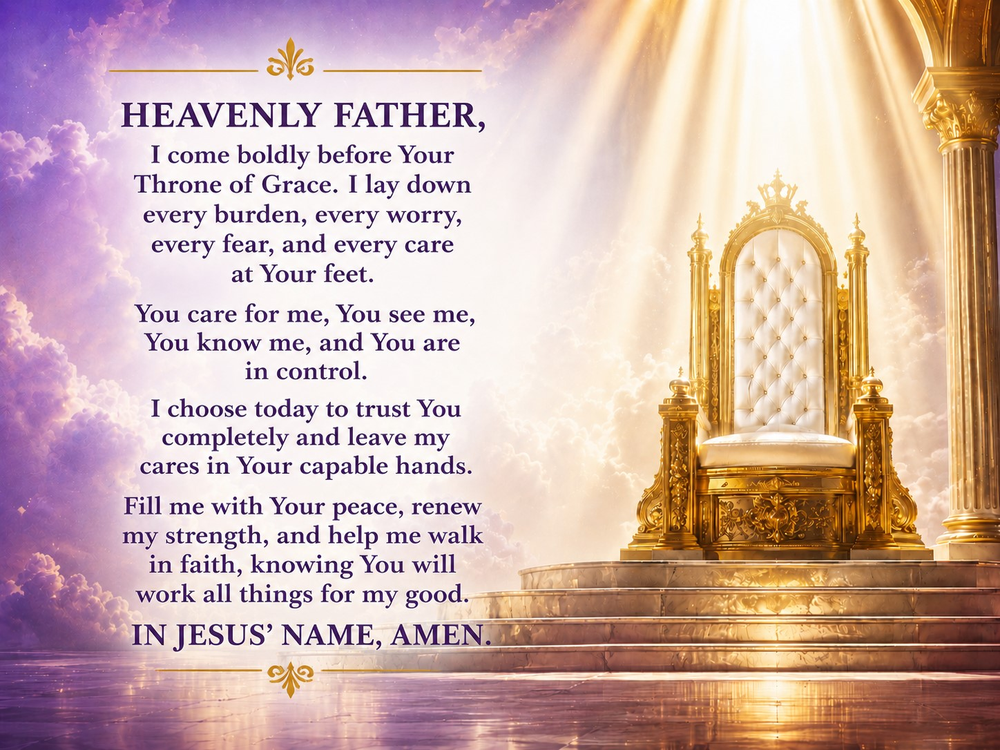 HEAVENLY FATHER,
I come boldly before Your
Throne of Grace. I lay down
every burden, every worry,
every fear, and every care
at Your feet.
You care for me, You see me,
You know me, and You are
in control.
I choose today to trust You
completely and leave my
cares in Your capable hands.
Fill me with Your peace, renew
my strength, and help me walk
in faith, knowing You will
work all things for my good.
IN JESUS’ NAME, AMEN.